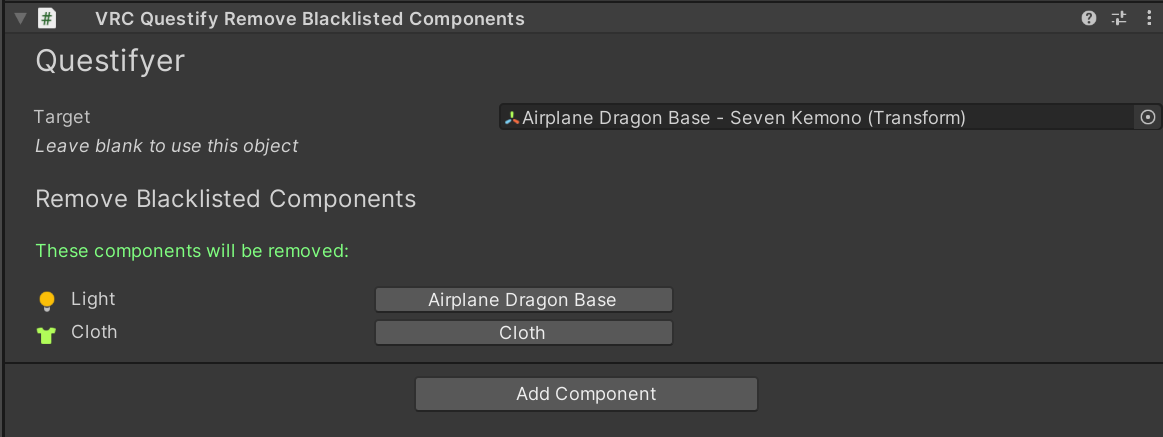 VRC Questify Remove Blacklisted Components
Questifyer
Target
Airplane Dragon Base - Seven Kemono (Transform)
Leave blank to use this object
Remove Blacklisted Components
These components will be removed:
Light
Airplane Dragon Base
Cloth
Cloth
Add Component